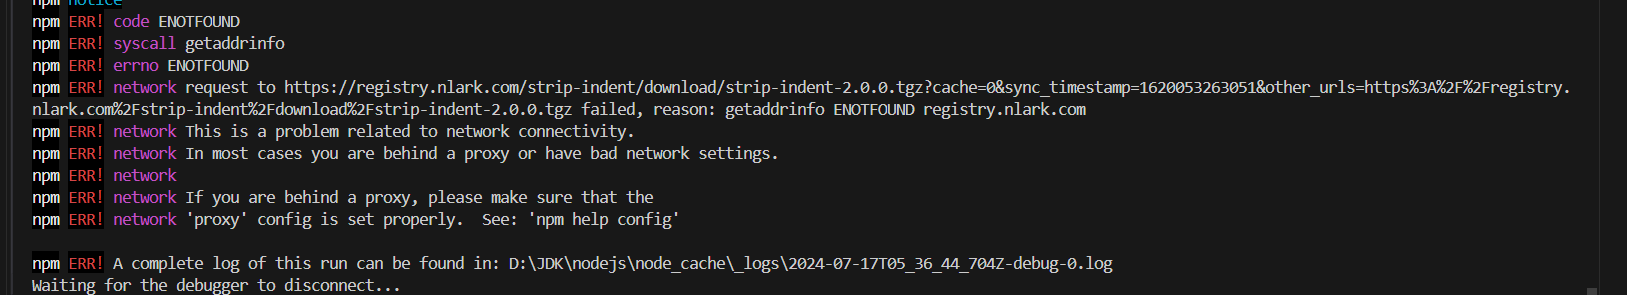 npm notice
npm ERR! code ENOTFOUND
npm ERR! syscall getaddrinfo
npm ERR! errno ENOTFOUND
npm ERR! network request to https://registry.nlark.com/strip-indent/download/strip-indent-2.0.0.tgz?cache=0&sync_timestamp=1620053263051&other_urls=https%3A%2F%2Fregistry.
nlark.com%2Fstrip-indent%2Fdownload%2Fstrip-indent-2.0.0.tgz failed, reason: getaddrinfo ENOTFOUND registry.nlark.com
npm ERR! network This is a problem related to network connectivity.
npm ERR! network In most cases you are behind a proxy or have bad network settings.
npm ERR! network
npm ERR! network If you are behind a proxy, please make sure that the
npm ERR! network 'proxy' config is set properly.  See: 'npm help config'
npm ERR! A complete log of this run can be found in: D:\JDK\nodejs\node_cache\_logs\2024-07-17T05_36_44_704Z-debug-0.log
Waiting for the debugger to disconnect...